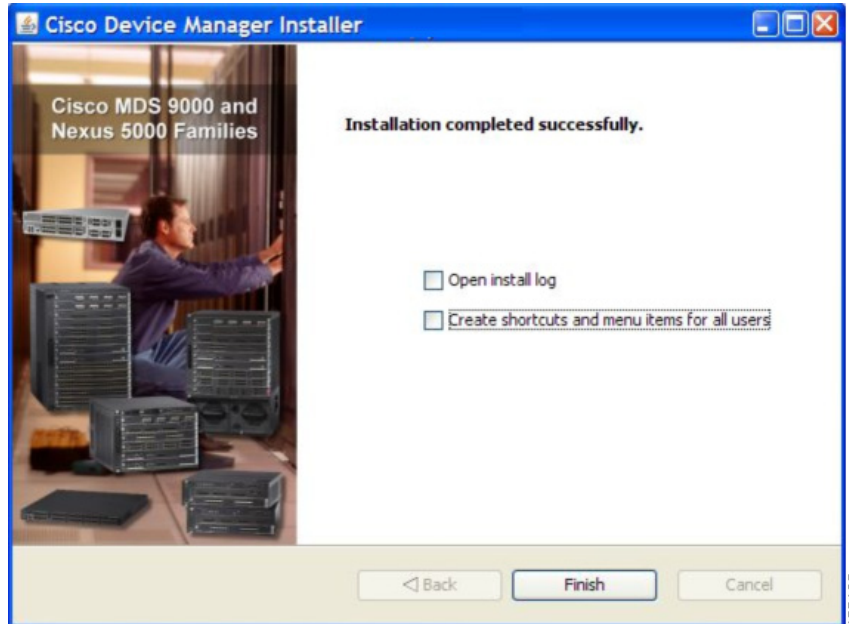 Cisco Device Manager Installer
Cisco MDS 9000 and
Nexus 5000 Families
Installation completed successfully.
Open install log
Create shortcuts and menu items for all users
Back
Finish
Cancel